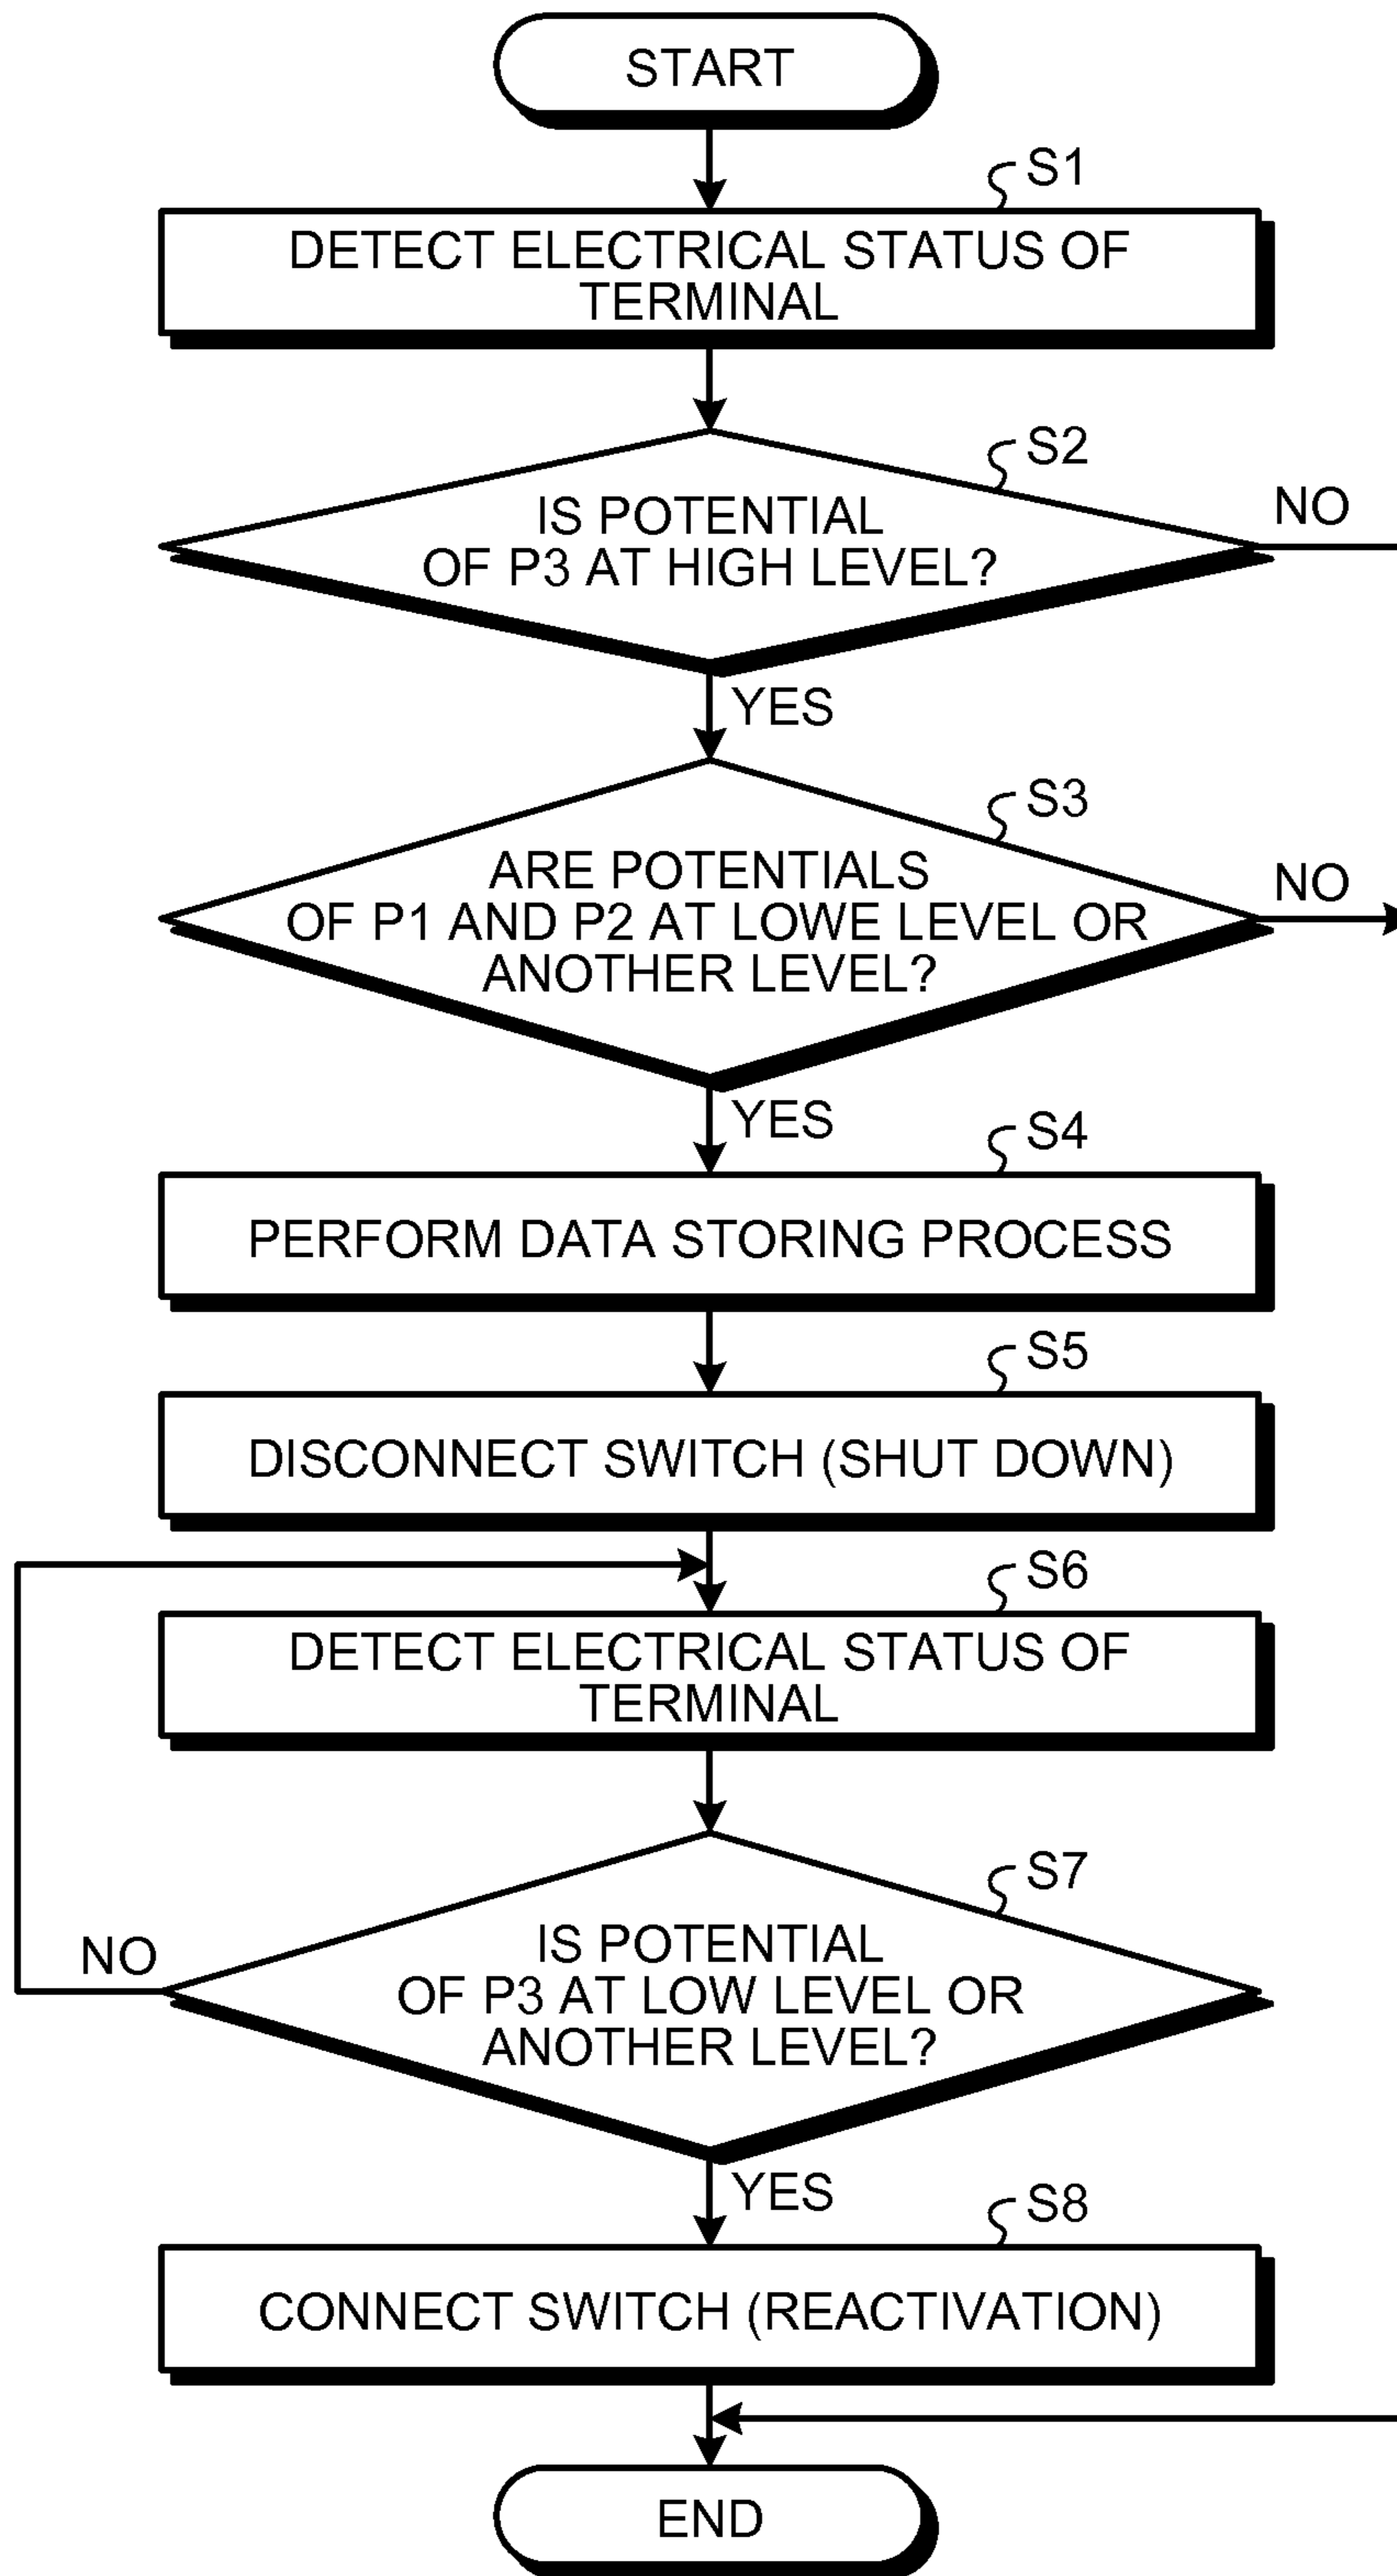 START
S1
DETECT ELECTRICAL STATUS OF
TERMINAL
S2
IS POTENTIAL
OF P3 AT HIGH LEVEL?
NO
YES
S3
ARE POTENTIALS
OF P1 AND P2 AT LOWE LEVEL OR
ANOTHER LEVEL?
NO
YES
S4
PERFORM DATA STORING PROCESS
S5
DISCONNECT SWITCH (SHUT DOWN)
S6
DETECT ELECTRICAL STATUS OF
TERMINAL
S7
IS POTENTIAL
OF P3 AT LOW LEVEL OR
ANOTHER LEVEL?
NO
YES
S8
CONNECT SWITCH (REACTIVATION)
END